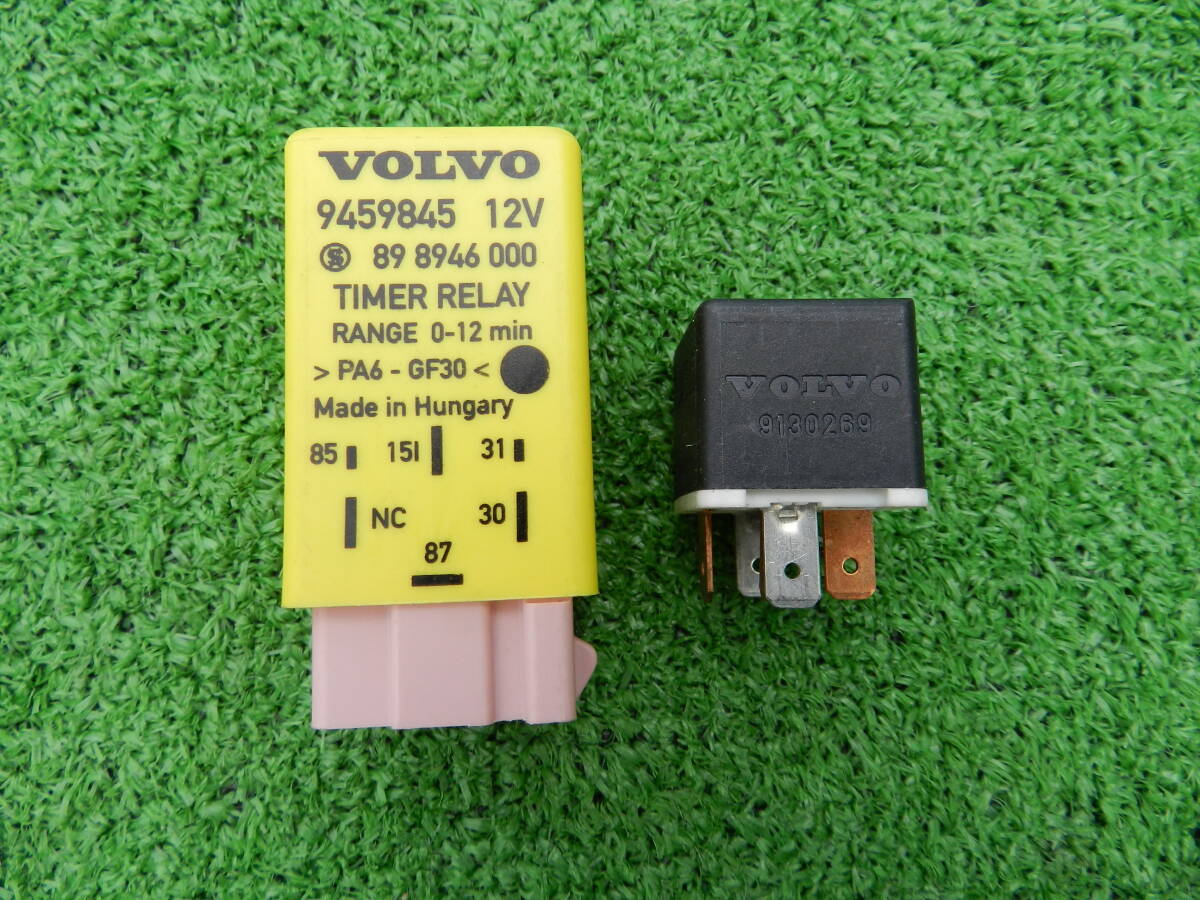 VOLVO
9459845 12V
S 89 8946 000
TIMER RELAY
RANGE 0-12 min
> PA6 - GF30 <
Made in Hungary
85 15I 31
NC 30
87
VOLVO
9130269